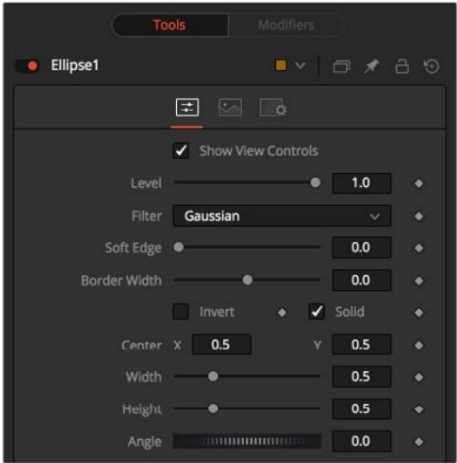 Tools Modifiers
Ellipse1
Show View Controls
Level 1.0
Filter Gaussian
Soft Edge 0.0
Border Width 0.0
Invert Solid
Center X 0.5 Y 0.5
Width 0.5
Height 0.5
Angle 0.0